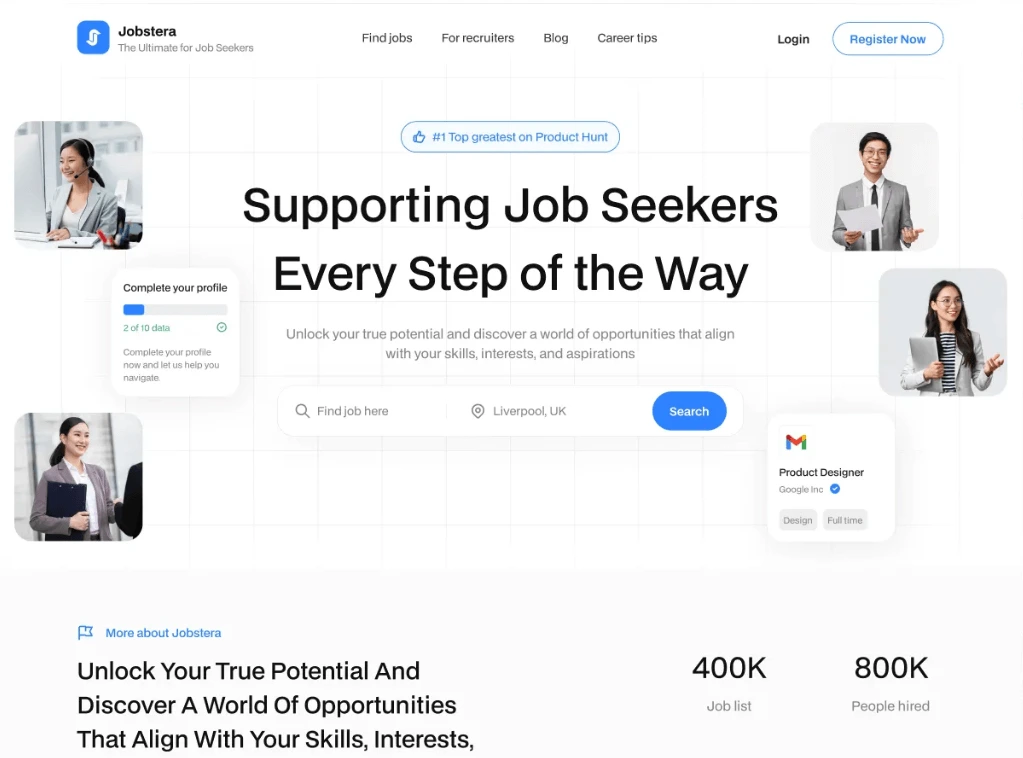 Jobstera
The Ultimate for Job Seekers
Find jobs
For recruiters
Blog
Career tips
Login
Register Now
#1 Top greatest on Product Hunt
Supporting Job Seekers
Every Step of the Way
Unlock your true potential and discover a world of opportunities that align
with your skills, interests, and aspirations
Find job here
Liverpool, UK
Search
Complete your profile
2 of 10 data
Complete your profile
now and let us help you
navigate.
Product Designer
Google Inc
Design
Full time
More about Jobstera
Unlock Your True Potential And
Discover A World Of Opportunities
That Align With Your Skills, Interests,
400K
Job list
800K
People hired